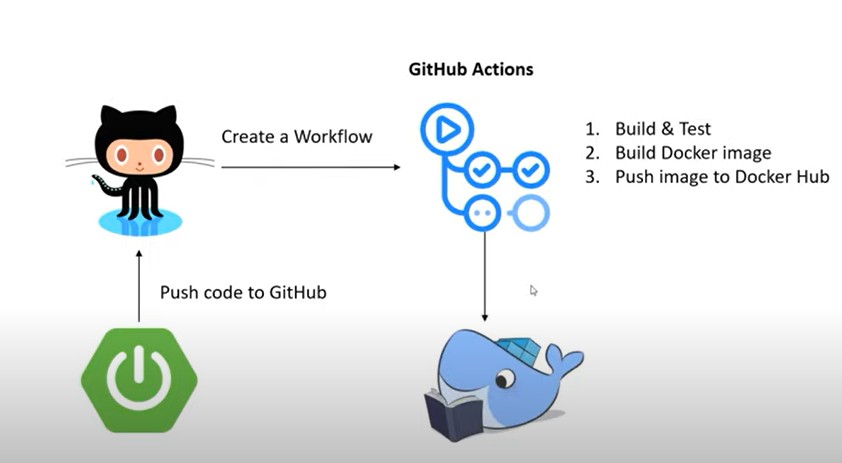 GitHub Actions
Create a Workflow
1. Build & Test
2. Build Docker image
3. Push image to Docker Hub
Push code to GitHub